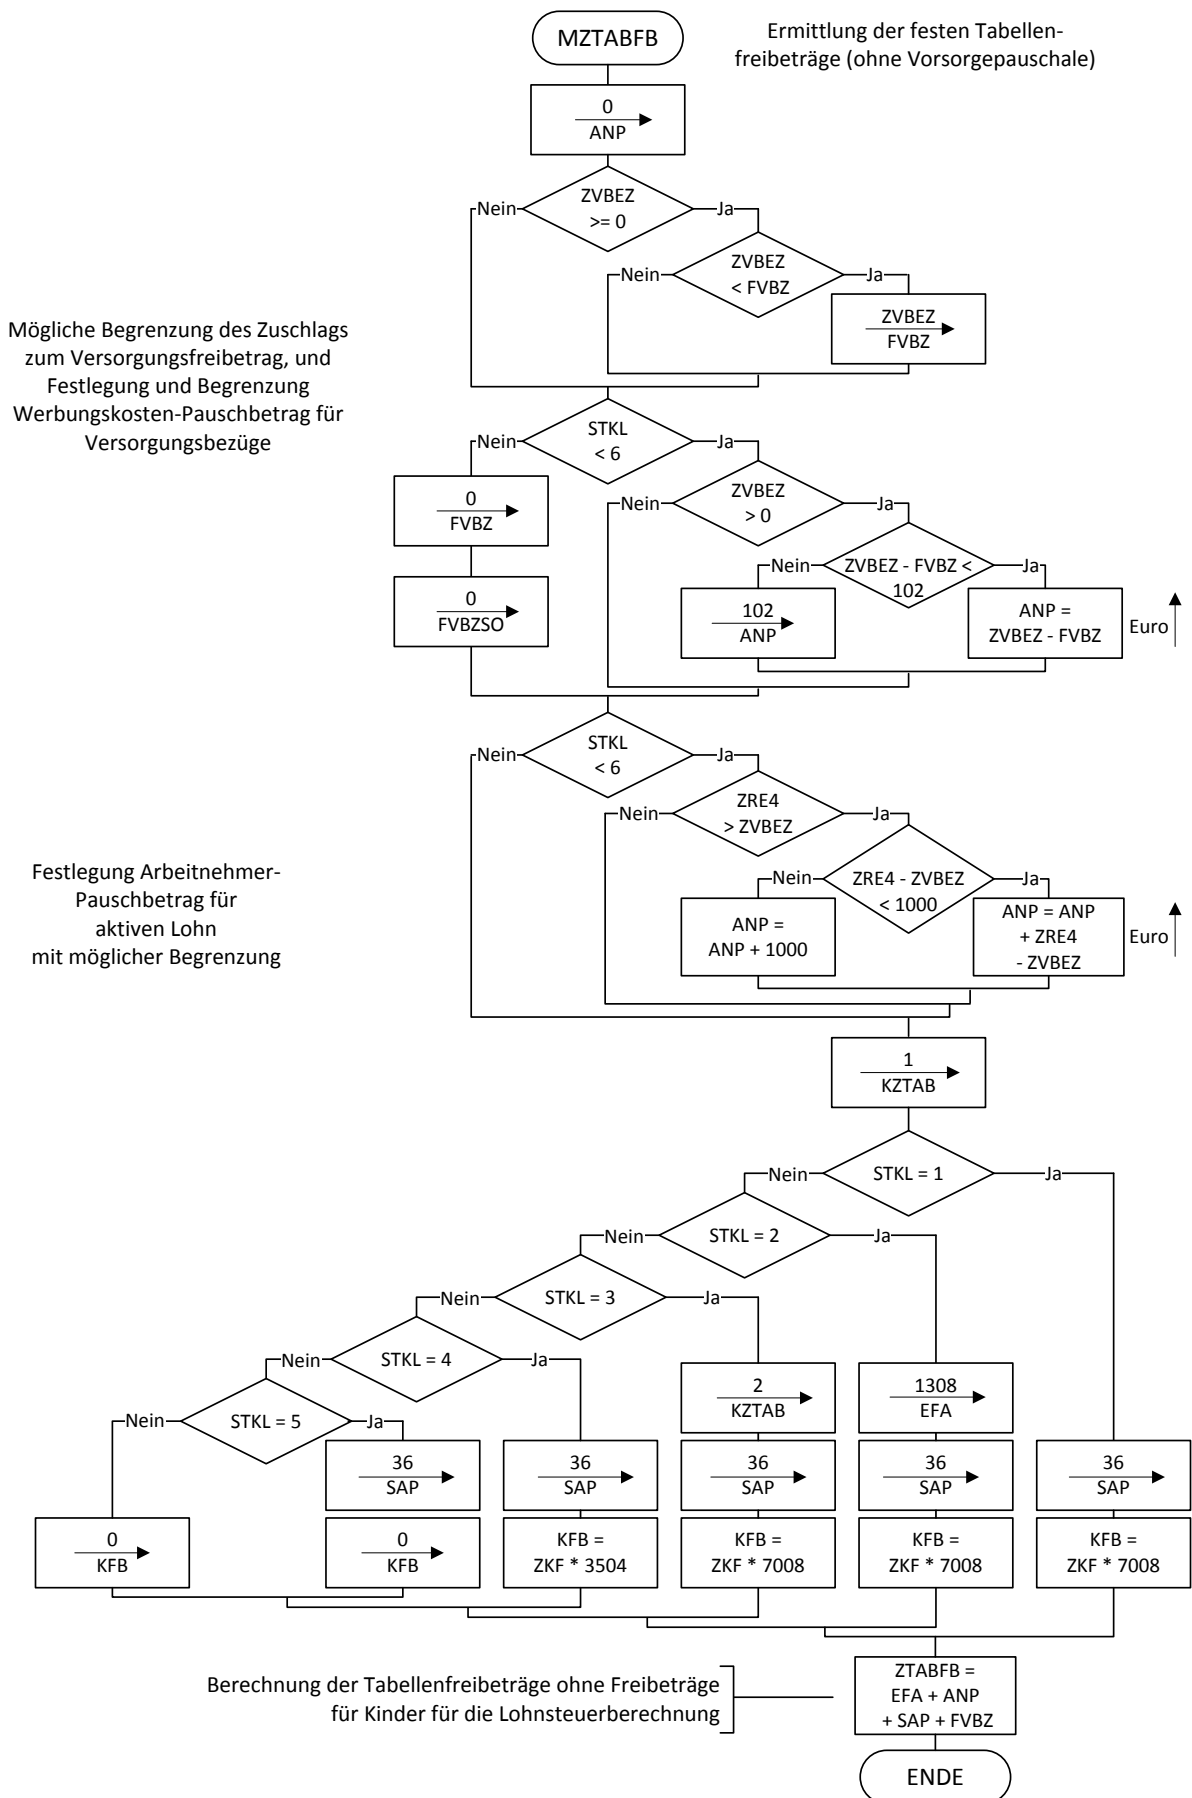 MZTABFB
Ermittlung der festen Tabellen-
freibeträge (ohne Vorsorgepauschale)
0
ANP
Nein
ZVBEZ
>= 0
Ja
Nein
ZVBEZ
< FVBZ
Ja
ZVBEZ
FVBZ
Mögliche Begrenzung des Zuschlags
zum Versorgungsfreibetrag, und
Festlegung und Begrenzung
Werbungskosten-Pauschbetrag für
Versorgungsbezüge
Nein
STKL
< 6
Ja
0
FVBZ
Nein
ZVBEZ
> 0
Ja
0
FVBZSO
Nein
ZVBEZ - FVBZ <
102
Ja
102
ANP
ANP =
ZVBEZ - FVBZ
Euro
Nein
STKL
< 6
Ja
Nein
ZRE4
> ZVBEZ
Ja
Festlegung Arbeitnehmer-
Pauschbetrag für
aktiven Lohn
mit möglicher Begrenzung
Nein
ZRE4 - ZVBEZ
< 1000
Ja
ANP =
ANP + 1000
ANP = ANP
+ ZRE4
- ZVBEZ
Euro
1
KZTAB
Nein
STKL = 1
Ja
Nein
STKL = 2
Ja
Nein
STKL = 3
Ja
Nein
STKL = 4
Ja
Nein
STKL = 5
Ja
2
KZTAB
1308
EFA
36
SAP
36
SAP
36
SAP
36
SAP
36
SAP
0
KFB
0
KFB
KFB =
ZKF * 3504
KFB =
ZKF * 7008
KFB =
ZKF * 7008
KFB =
ZKF * 7008
Berechnung der Tabellenfreibeträge ohne Freibeträge
für Kinder für die Lohnsteuerberechnung
ZTABFB =
EFA + ANP
+ SAP + FVBZ
ENDE